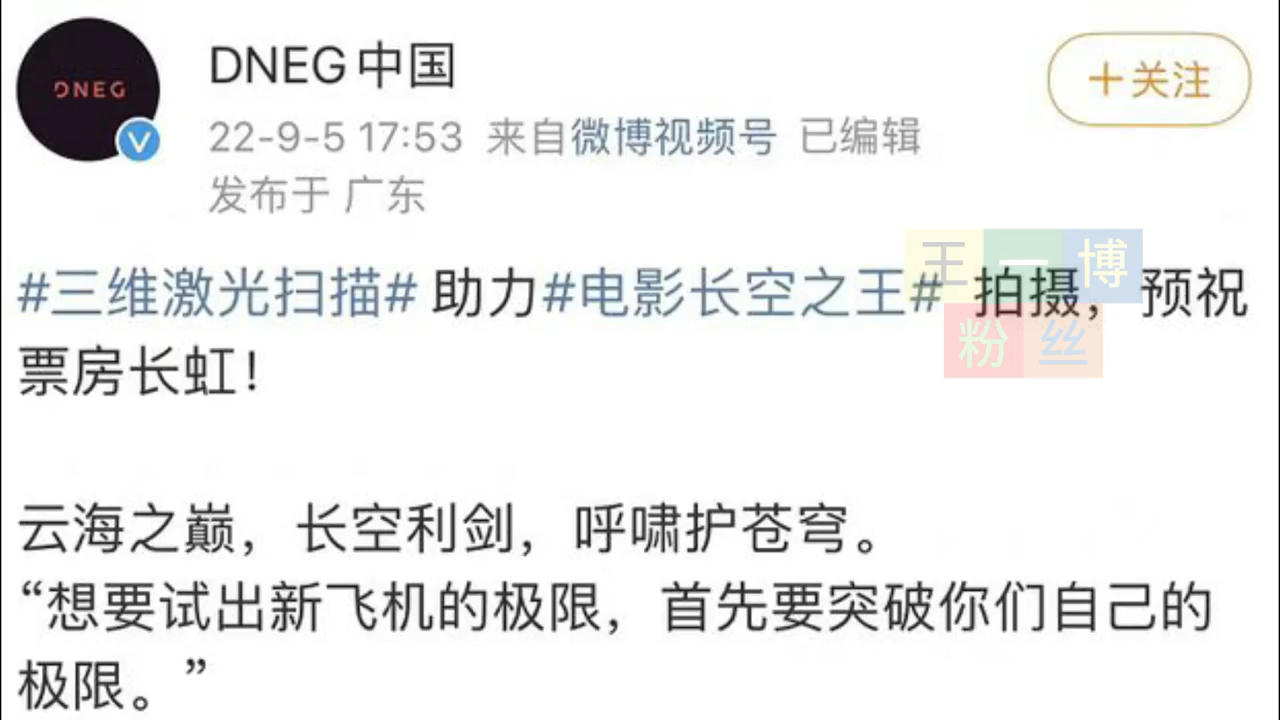 DNEG
DNEG中国
+关注
22-9-5 17:53 来自微博视频号 已编辑
发布于 广东
王一博
粉丝
#三维激光扫描# 助力#电影长空之王# 拍摄，预祝
票房长虹！
云海之巅，长空利剑，呼啸护苍穹。
“想要试出新飞机的极限，首先要突破你们自己的
极限。”